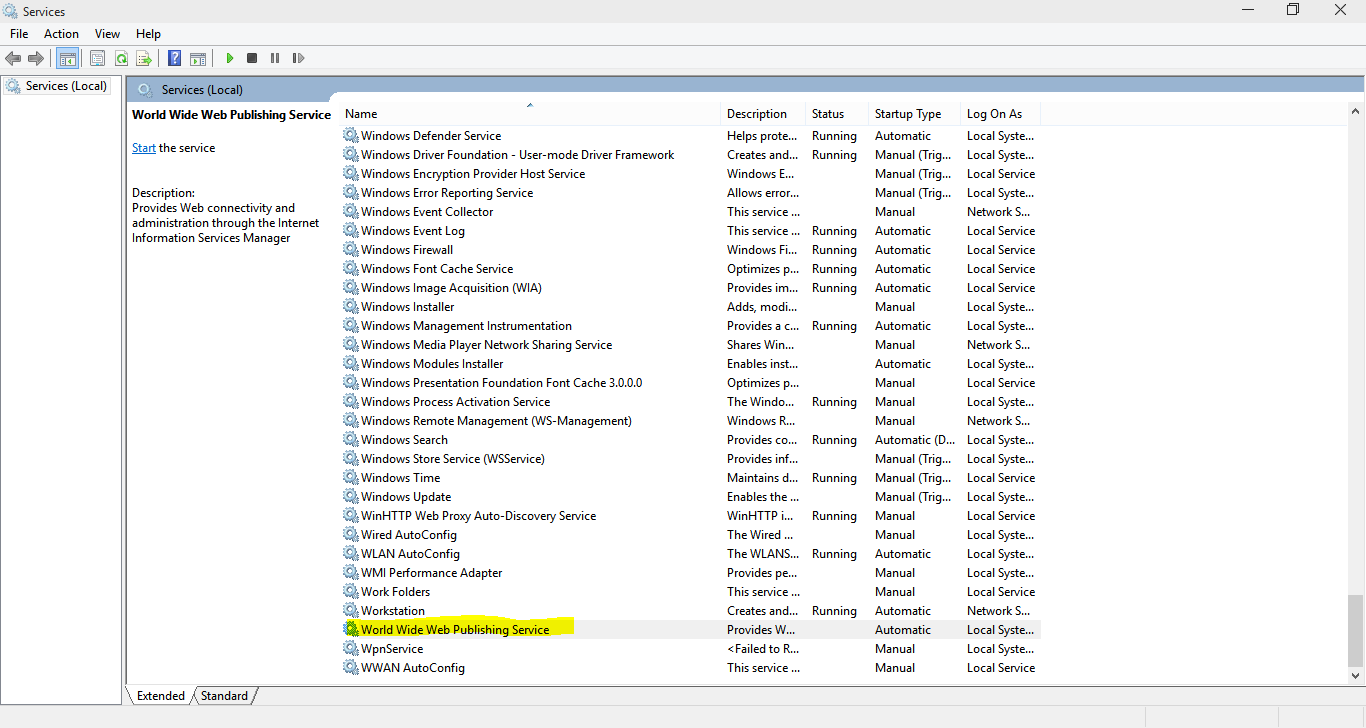 Services
File Action View Help
Services (Local)
Services (Local)
World Wide Web Publishing Service
Start the service
Description:
Provides Web connectivity and
administration through the Internet
Information Services Manager
Name Description Status Startup Type Log On As
Windows Defender Service Helps prote... Running Automatic Local Syste...
Windows Driver Foundation - User-mode Driver Framework Creates and... Running Manual (Trig... Local Syste...
Windows Encryption Provider Host Service Windows E... Manual (Trig... Local Service
Windows Error Reporting Service Allows error... Manual (Trig... Local Syste...
Windows Event Collector This service ... Manual Network S...
Windows Event Log This service ... Running Automatic Local Service
Windows Firewall Windows Fi... Running Automatic Local Service
Windows Font Cache Service Optimizes p... Running Automatic Local Service
Windows Image Acquisition (WIA) Provides im... Running Automatic Local Service
Windows Installer Adds, modi... Manual Local Syste...
Windows Management Instrumentation Provides a c... Running Automatic Local Syste...
Windows Media Player Network Sharing Service Shares Win... Manual Network S...
Windows Modules Installer Enables inst... Automatic Local Syste...
Windows Presentation Foundation Font Cache 3.0.0.0 Optimizes p... Manual Local Service
Windows Process Activation Service The Windo... Running Manual Local Syste...
Windows Remote Management (WS-Management) Windows R... Manual Network S...
Windows Search Provides co... Running Automatic (D... Local Syste...
Windows Store Service (WSService) Provides inf... Manual (Trig... Local Syste...
Windows Time Maintains d... Running Manual (Trig... Local Service
Windows Update Enables the ... Manual (Trig... Local Syste...
WinHTTP Web Proxy Auto-Discovery Service WinHTTP i... Running Manual Local Service
Wired AutoConfig The Wired ... Manual Local Syste...
WLAN AutoConfig The WLANS... Running Automatic Local Syste...
WMI Performance Adapter Provides pe... Manual Local Syste...
Work Folders This service ... Manual Local Service
Workstation Creates and... Running Automatic Network S...
World Wide Web Publishing Service Provides W... Automatic Local Syste...
WpnService <Failed to R... Manual Local Syste...
WWAN AutoConfig This service ... Manual Local Service
Extended Standard